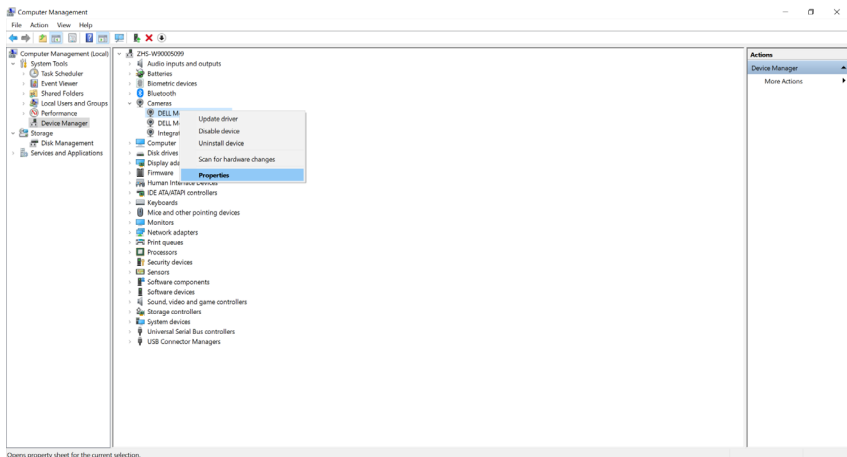 Computer Management
File Action View Help
Computer Management (Local)
System Tools
Task Scheduler
Event Viewer
Shared Folders
Local Users and Groups
Performance
Device Manager
Storage
Disk Management
Services and Applications
ZHS-W90005099
Audio inputs and outputs
Batteries
Biometric devices
Bluetooth
Cameras
DELL M
DELL M
Integrat
Computer
Disk drives
Display ada
Firmware
Human Interface Devices
IDE ATA/ATAPI controllers
Keyboards
Mice and other pointing devices
Monitors
Network adapters
Print queues
Processors
Security devices
Sensors
Software components
Software devices
Sound, video and game controllers
Storage controllers
System devices
Universal Serial Bus controllers
USB Connector Managers
Update driver
Disable device
Uninstall device
Scan for hardware changes
Properties
Actions
Device Manager
More Actions
Opens property sheet for the current selection.